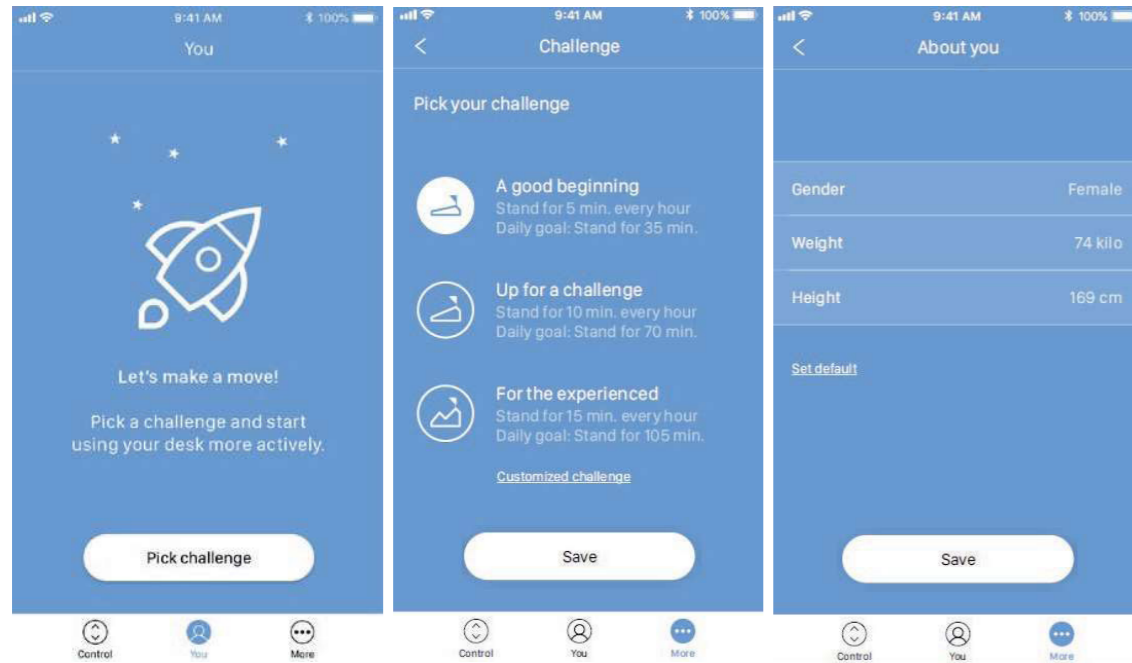 9:41 AM
100%
You
Let's make a move!
Pick a challenge and start
using your desk more actively.
Pick challenge
Control
You
More
9:41 AM
100%
Challenge
Pick your challenge
A good beginning
Stand for 5 min. every hour
Daily goal: Stand for 35 min.
Up for a challenge
Stand for 10 min. every hour
Daily goal: Stand for 70 min.
For the experienced
Stand for 15 min. every hour
Daily goal: Stand for 105 min.
Customized challenge
Save
Control
You
More
9:41 AM
100%
About you
Gender Female
Weight 74 kilo
Height 169 cm
Set default
Save
Control
You
More